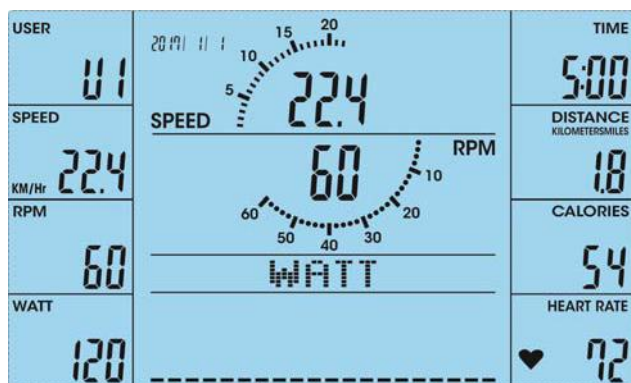 USER
U1
SPEED
KM/Hr 22.4
RPM
60
WATT
120
2017/ 1/ 1
5 10 15 20
SPEED 22.4
60 RPM
10 20 30 40 50 60
WATT
TIME
5:00
DISTANCE
KILOMETERSMILES
1.8
CALORIES
54
HEART RATE
72